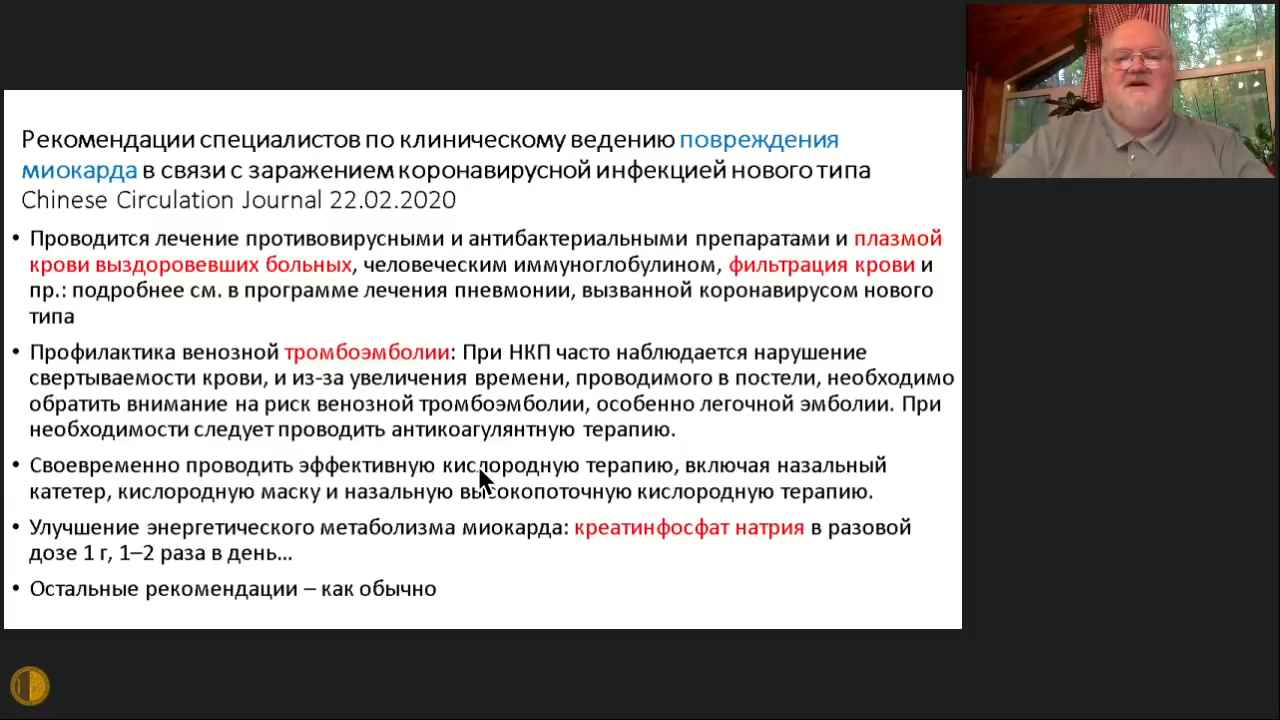 Рекомендации специалистов по клиническому ведению повреждения
миокарда в связи с заражением коронавирусной инфекцией нового типа
Chinese Circulation Journal 22.02.2020
• Проводится лечение противовирусными и антибактериальными препаратами и плазмой
крови выздоровевших больных, человеческим иммуноглобулином, фильтрация крови и
пр.: подробнее см. в программе лечения пневмонии, вызванной коронавирусом нового
типа
• Профилактика венозной тромбоэмболии: При НКП часто наблюдается нарушение
свертываемости крови, и из-за увеличения времени, проводимого в постели, необходимо
обратить внимание на риск венозной тромбоэмболии, особенно легочной эмболии. При
необходимости следует проводить антикоагулянтную терапию.
• Своевременно проводить эффективную кислородную терапию, включая назальный
катетер, кислородную маску и назальную высокопоточную кислородную терапию.
• Улучшение энергетического метаболизма миокарда: креатинфосфат натрия в разовой
дозе 1 г, 1–2 раза в день...
• Остальные рекомендации – как обычно